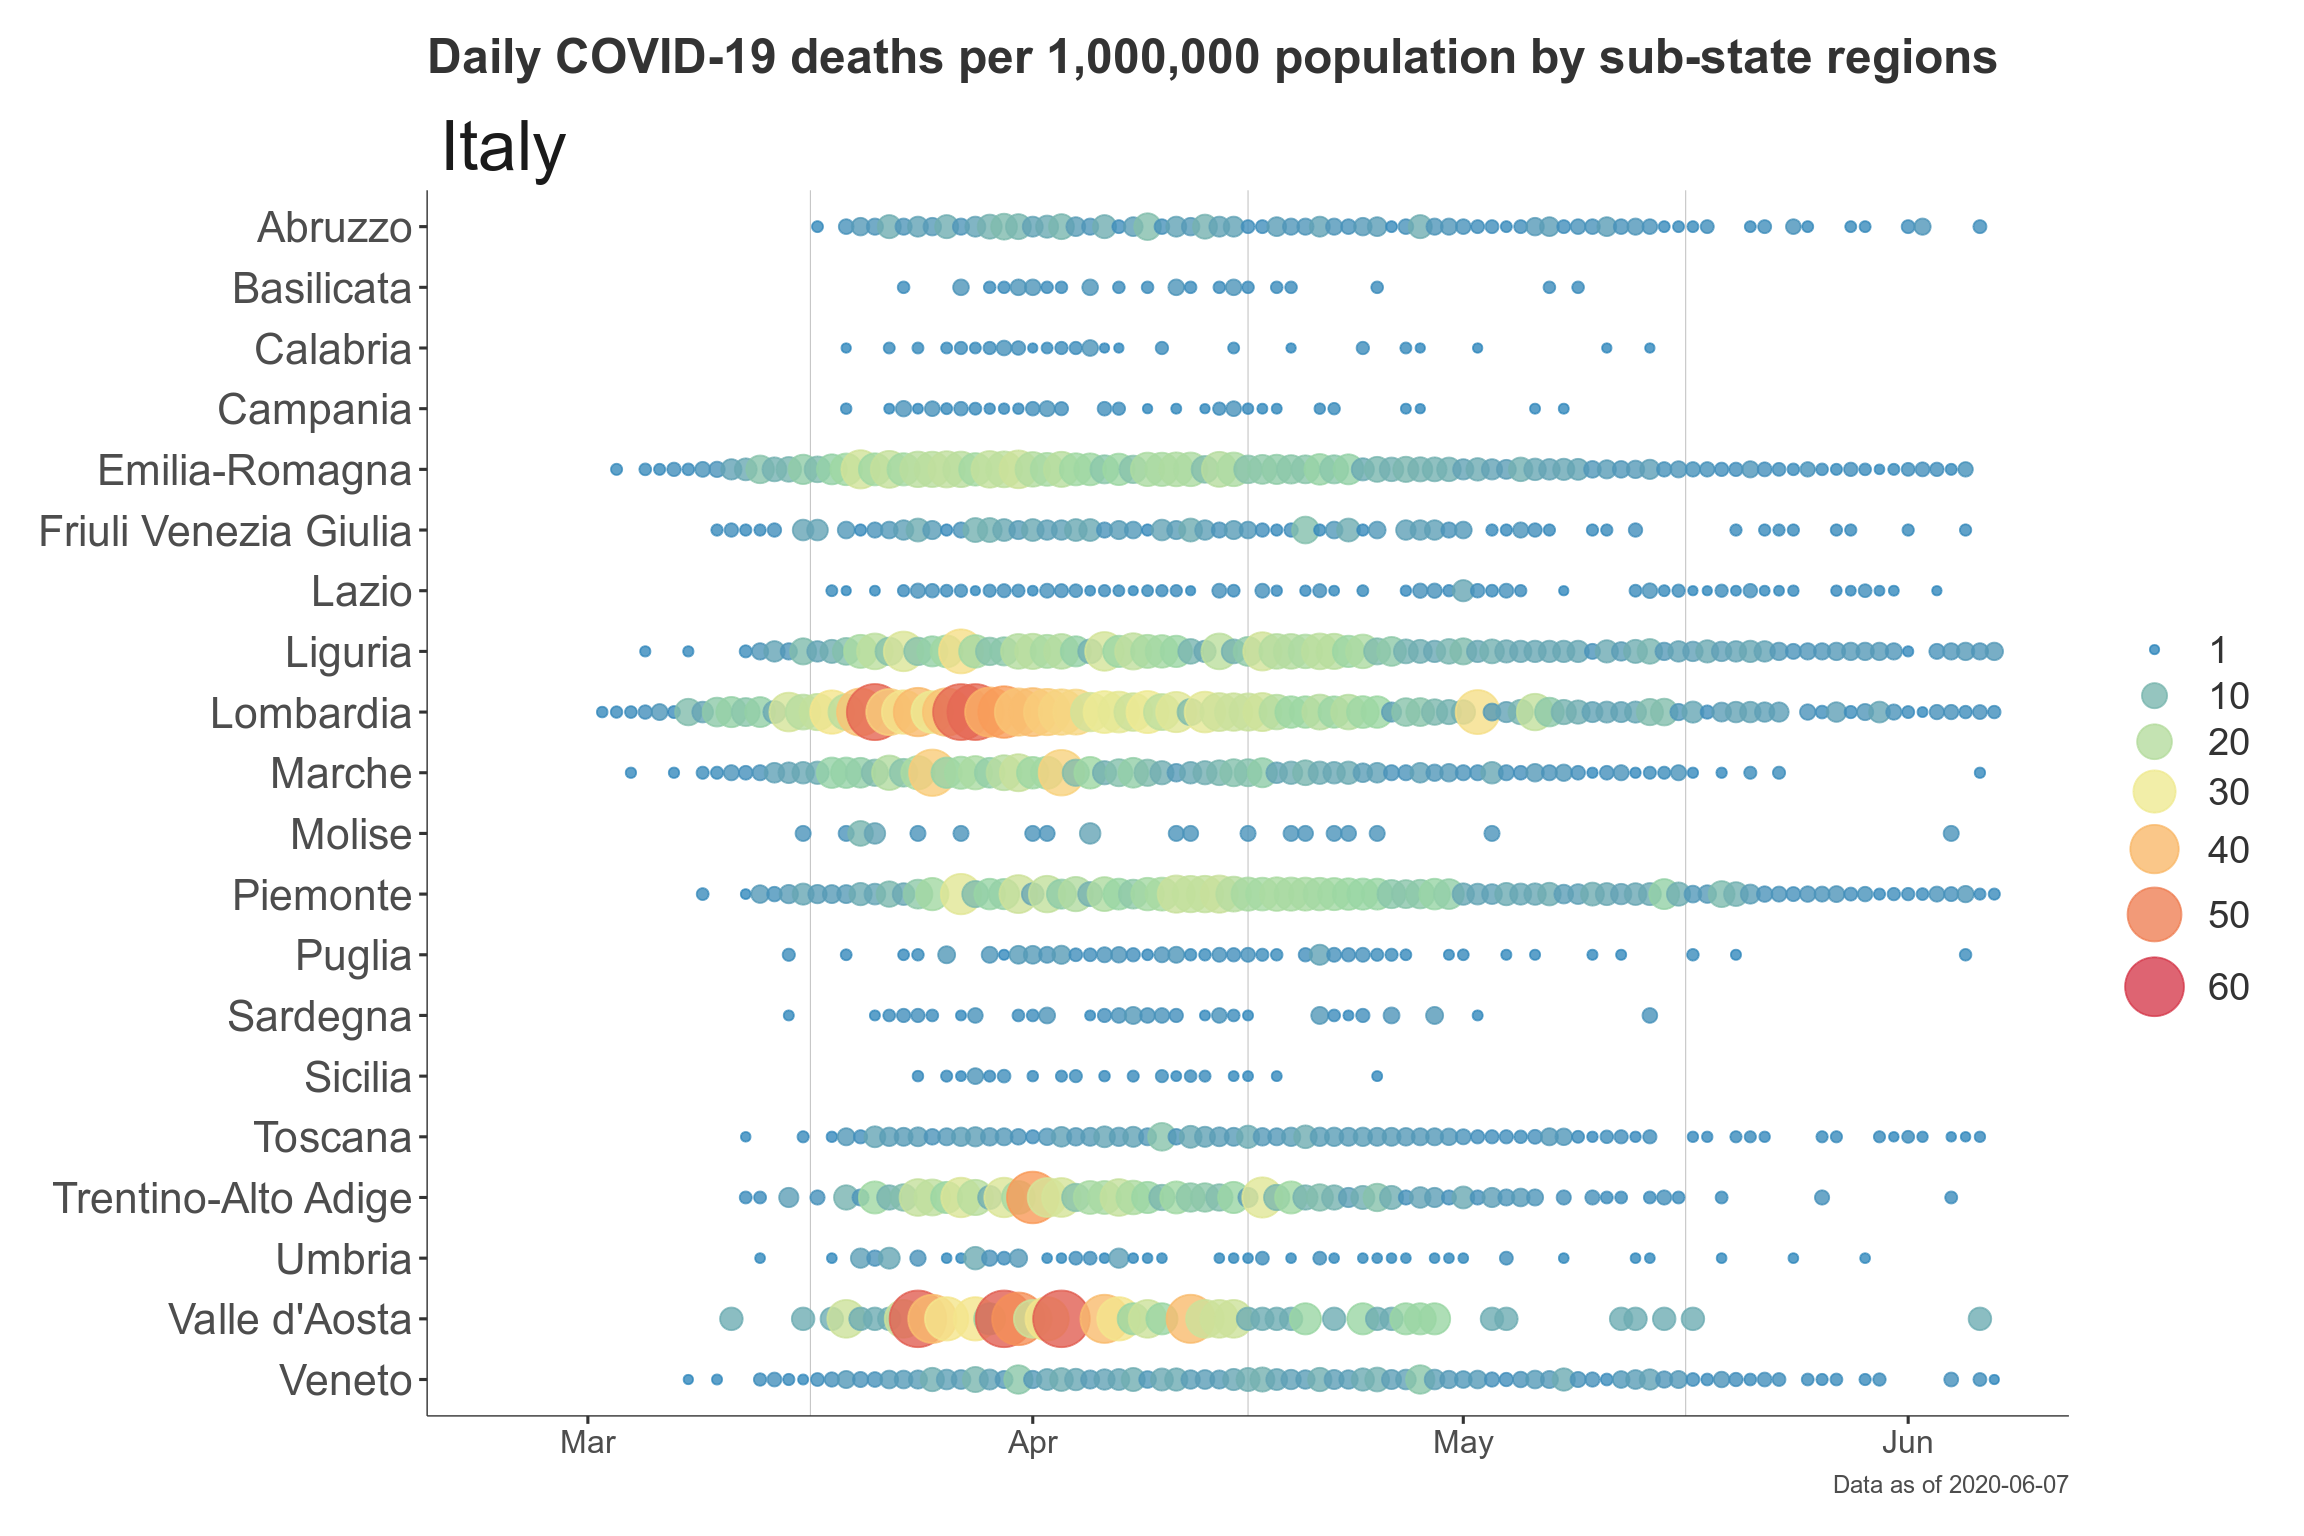 Daily COVID-19 deaths per 1,000,000 population by sub-state regions
Italy
Abruzzo
Basilicata
Calabria
Campania
Emilia-Romagna
Friuli Venezia Giulia
Lazio
Liguria
Lombardia
Marche
Molise
Piemonte
Puglia
Sardegna
Sicilia
Toscana
Trentino-Alto Adige
Umbria
Valle d'Aosta
Veneto
1
10
20
30
40
50
60
Mar Apr May Jun
Data as of 2020-06-07